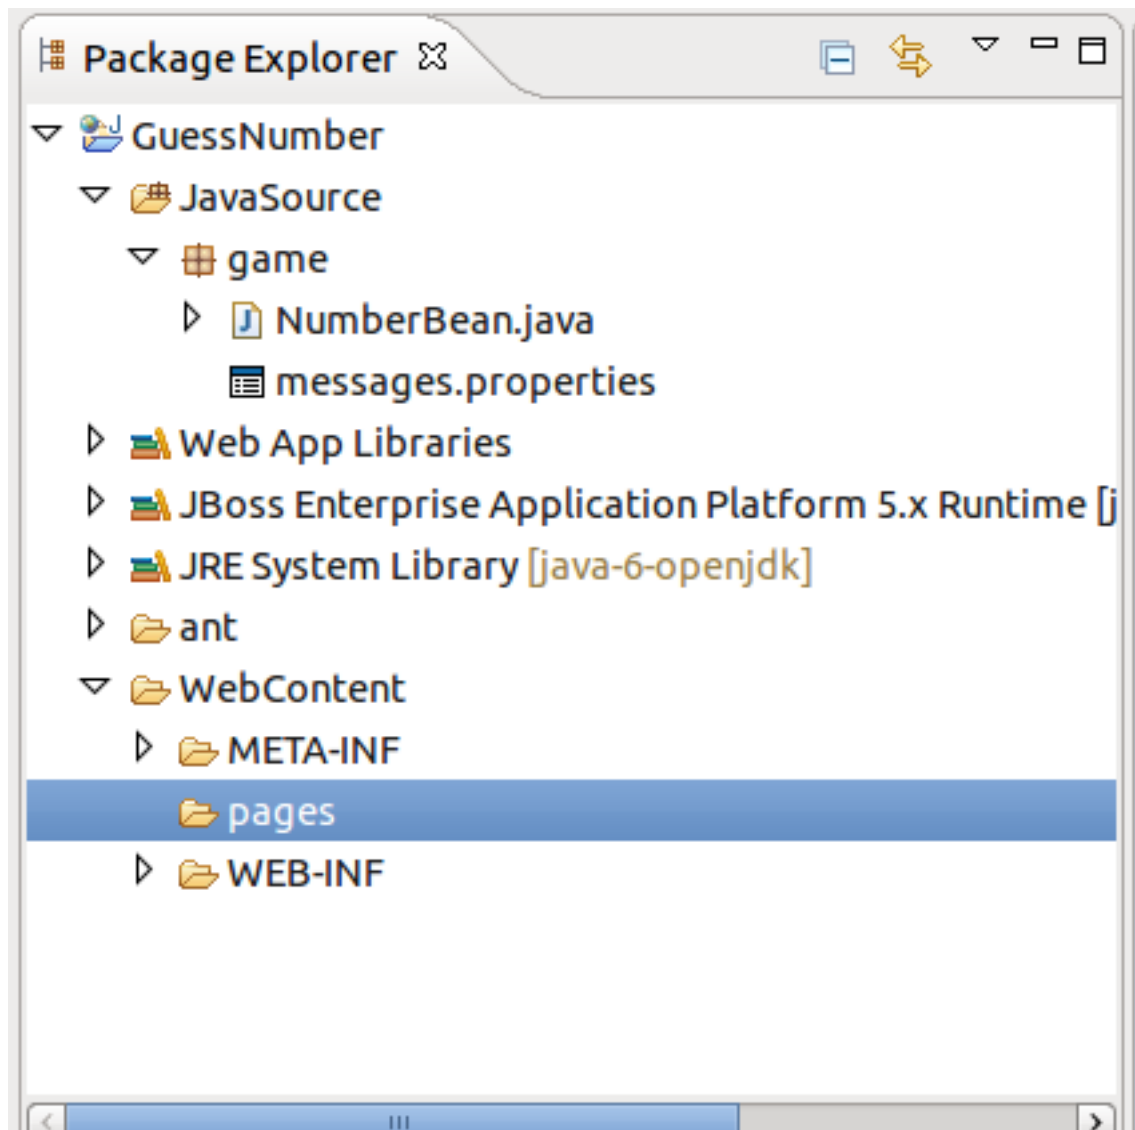 Package Explorer
GuessNumber
JavaSource
game
NumberBean.java
messages.properties
Web App Libraries
JBoss Enterprise Application Platform 5.x Runtime [j
JRE System Library [java-6-openjdk]
ant
WebContent
META-INF
pages
WEB-INF